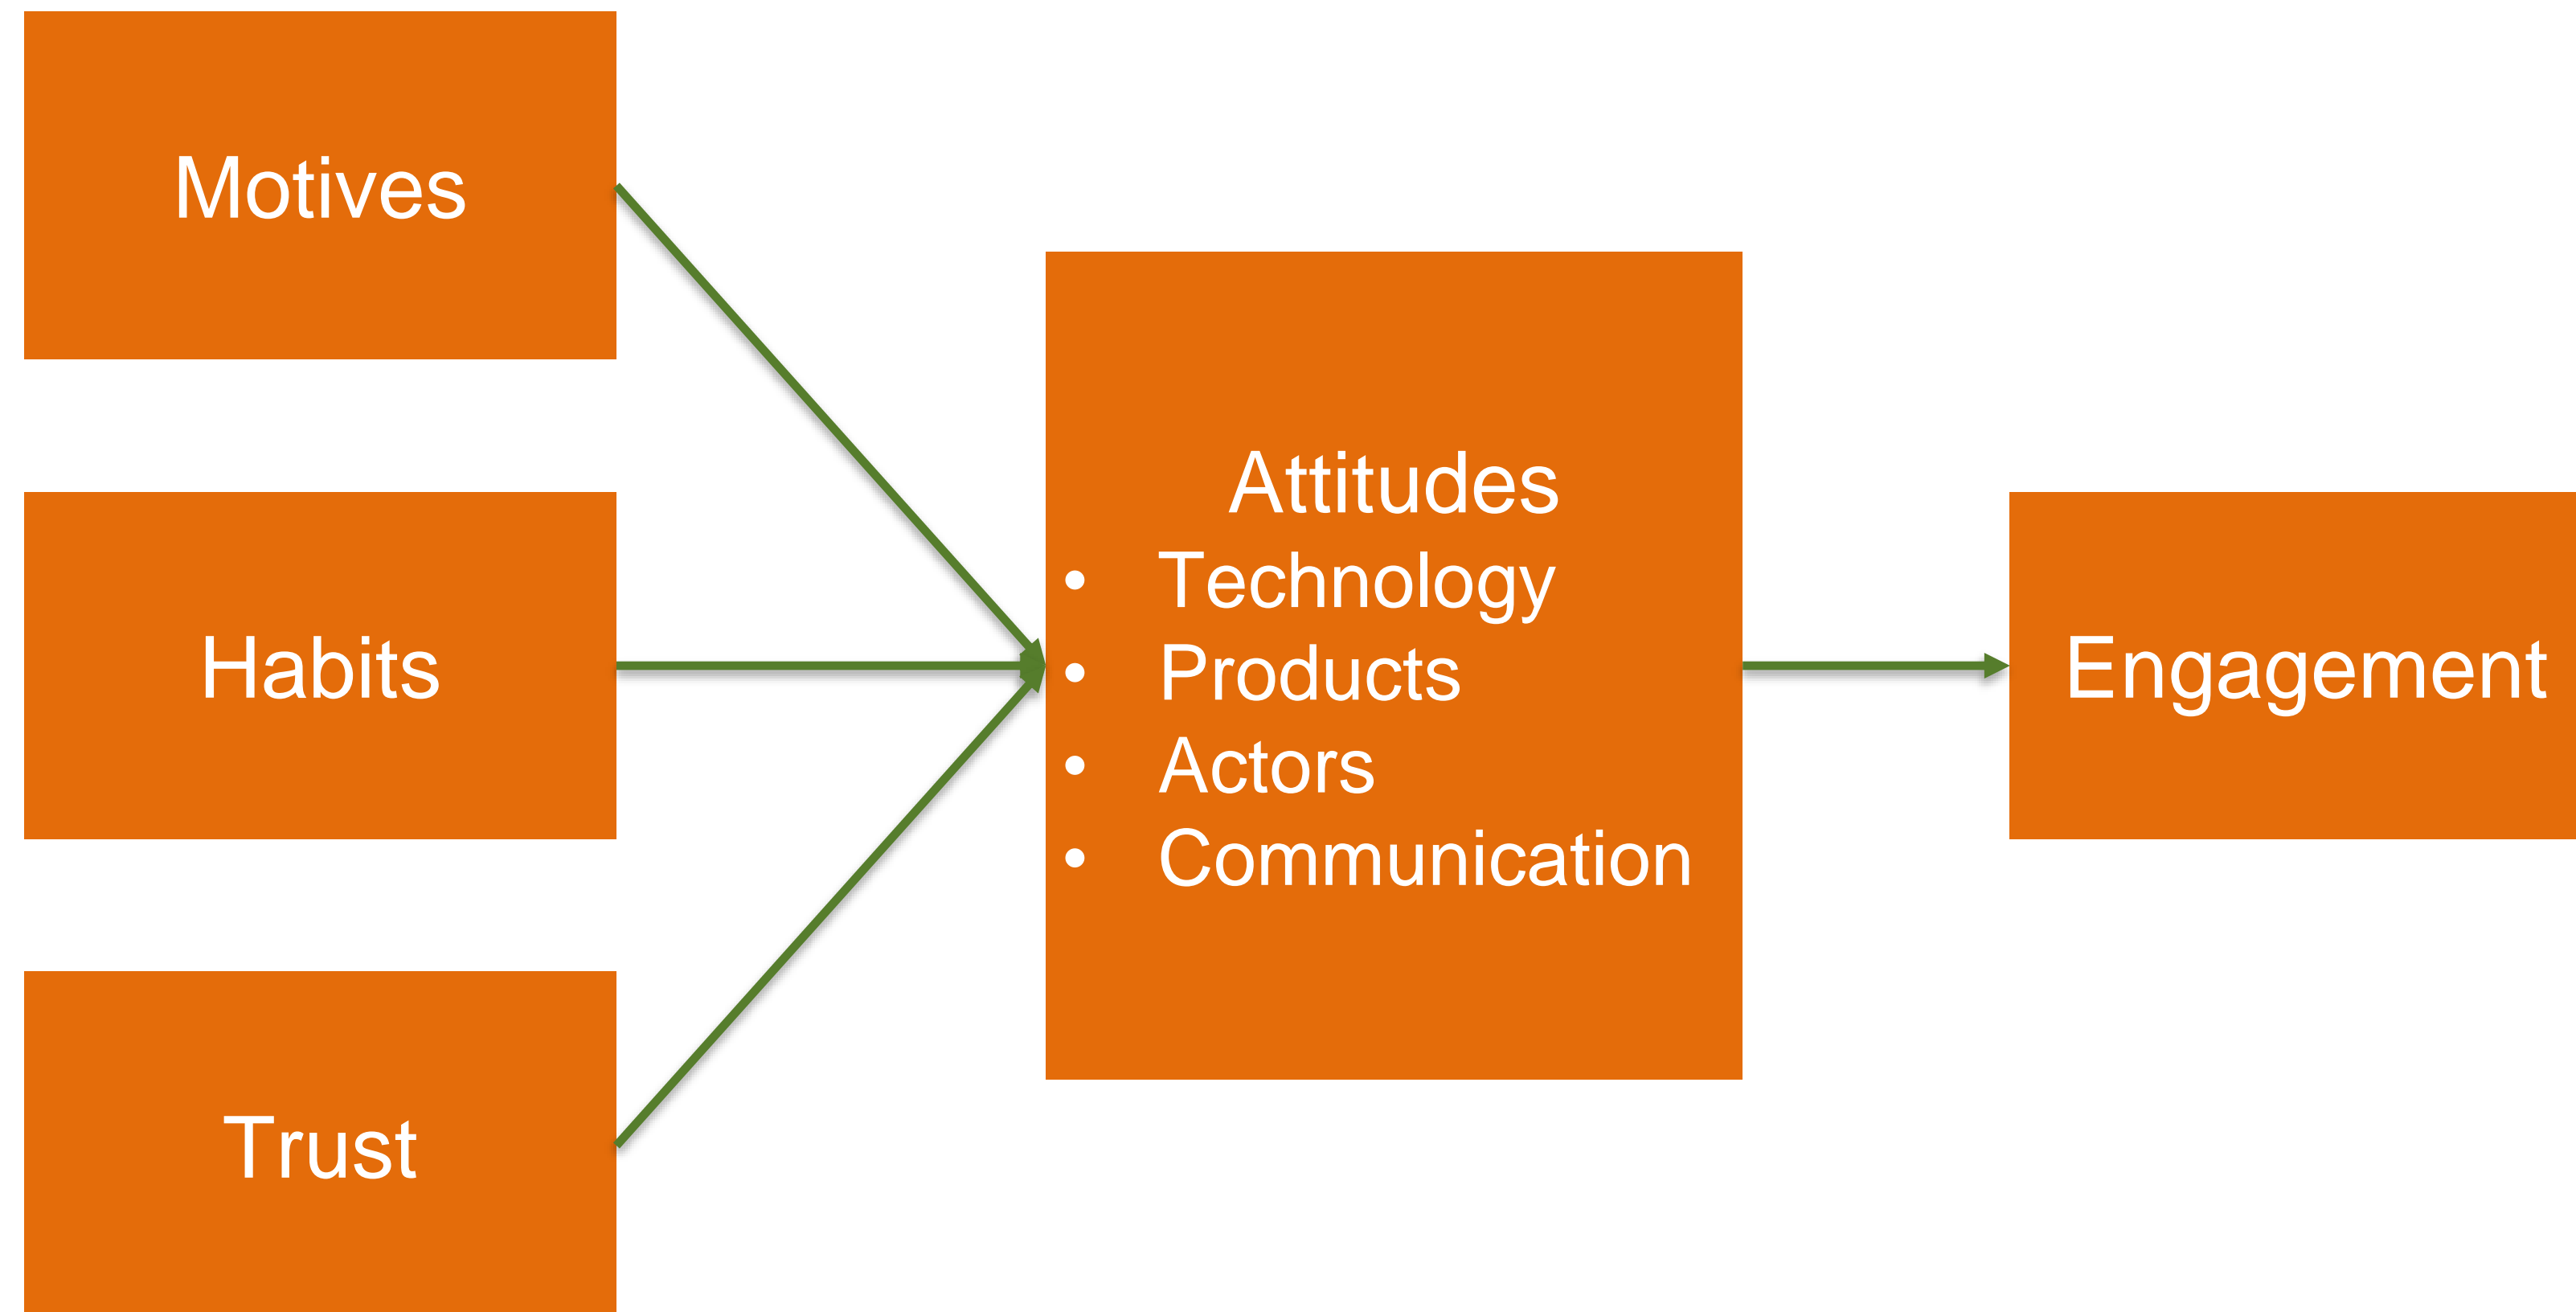 Motives
Habits
Trust
Attitudes
• Technology
• Products
• Actors
• Communication
Engagement